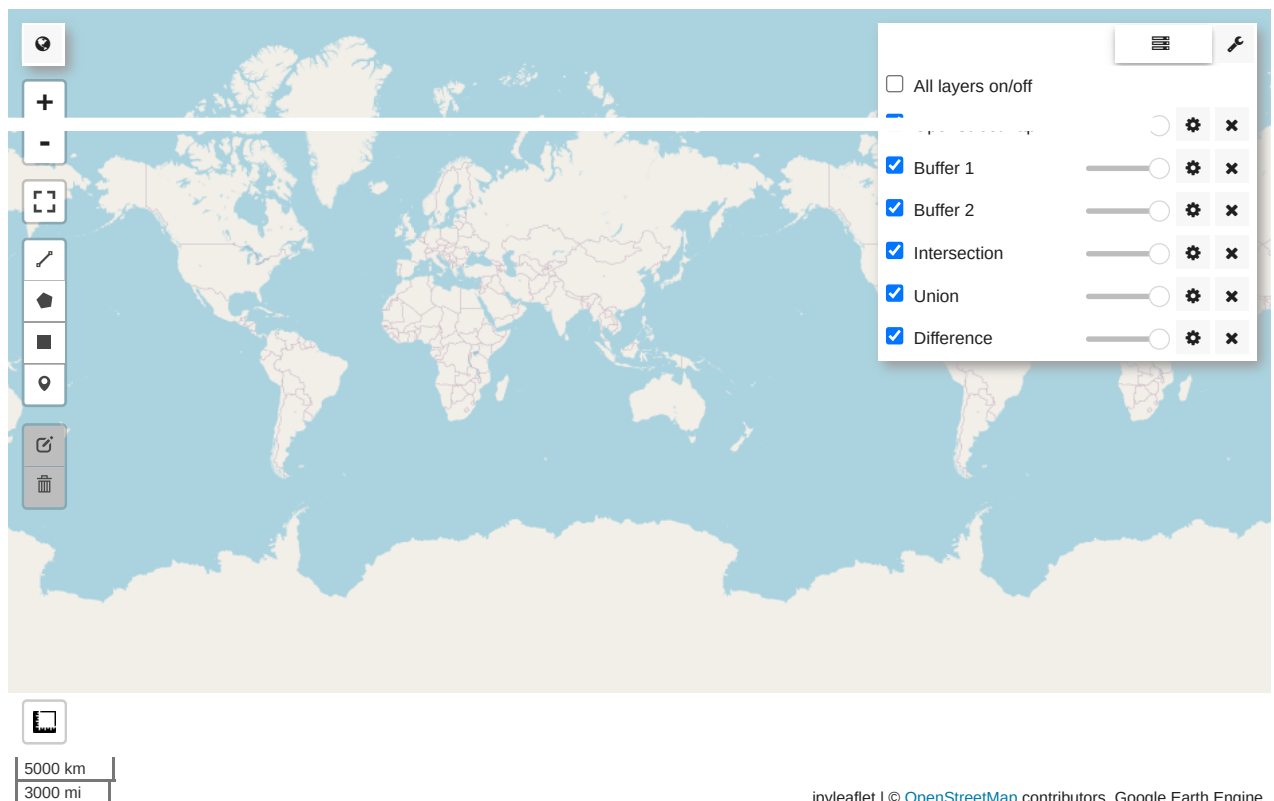 +
-
All layers on/off
Buffer 1
Buffer 2
Intersection
Union
Difference
5000 km
3000 mi
ipyleaflet | © OpenStreetMap contributors, Google Earth Engine